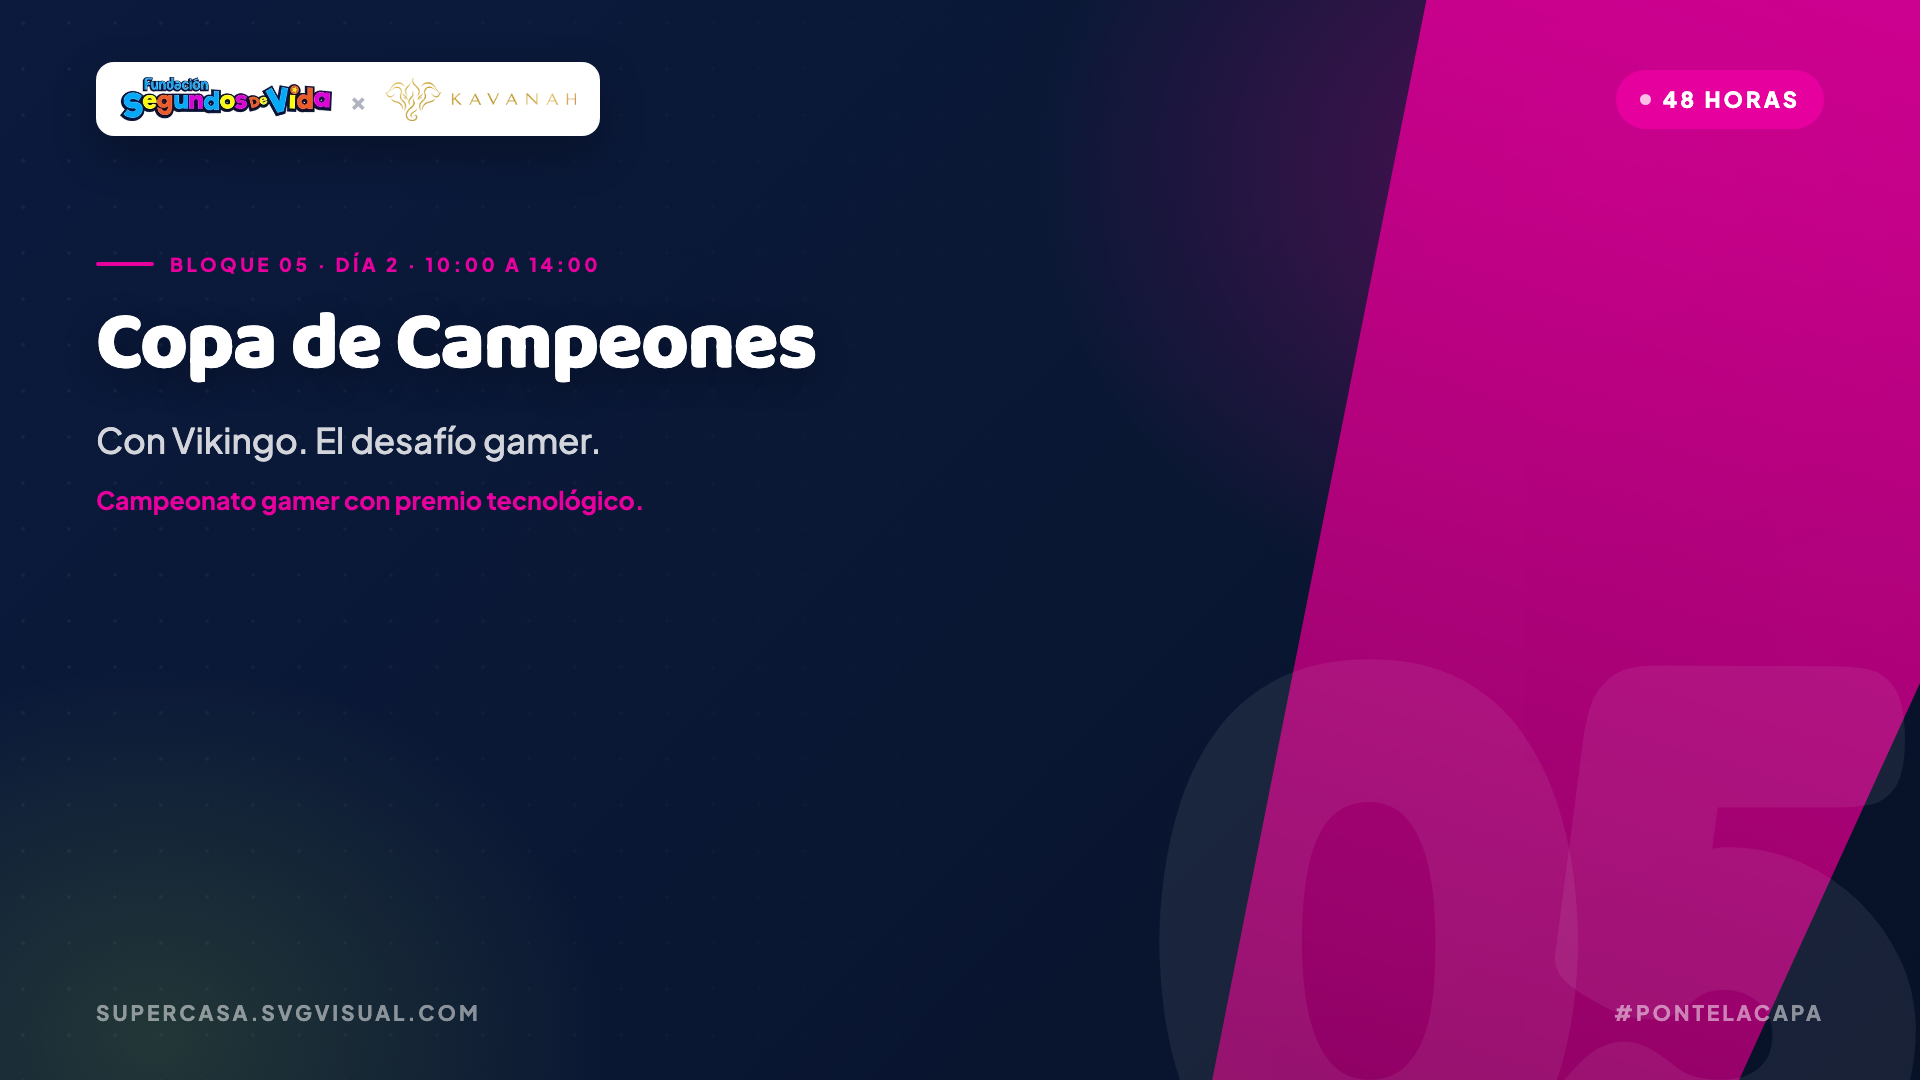 Fundación
Segundos de Vida × KAVANAH
48 HORAS
BLOQUE 05 · DÍA 2 · 10:00 A 14:00
Copa de Campeones
Con Vikingo. El desafío gamer.
Campeonato gamer con premio tecnológico.
05
SUPERCASA.SVGVISUAL.COM
#PONTELACAPA